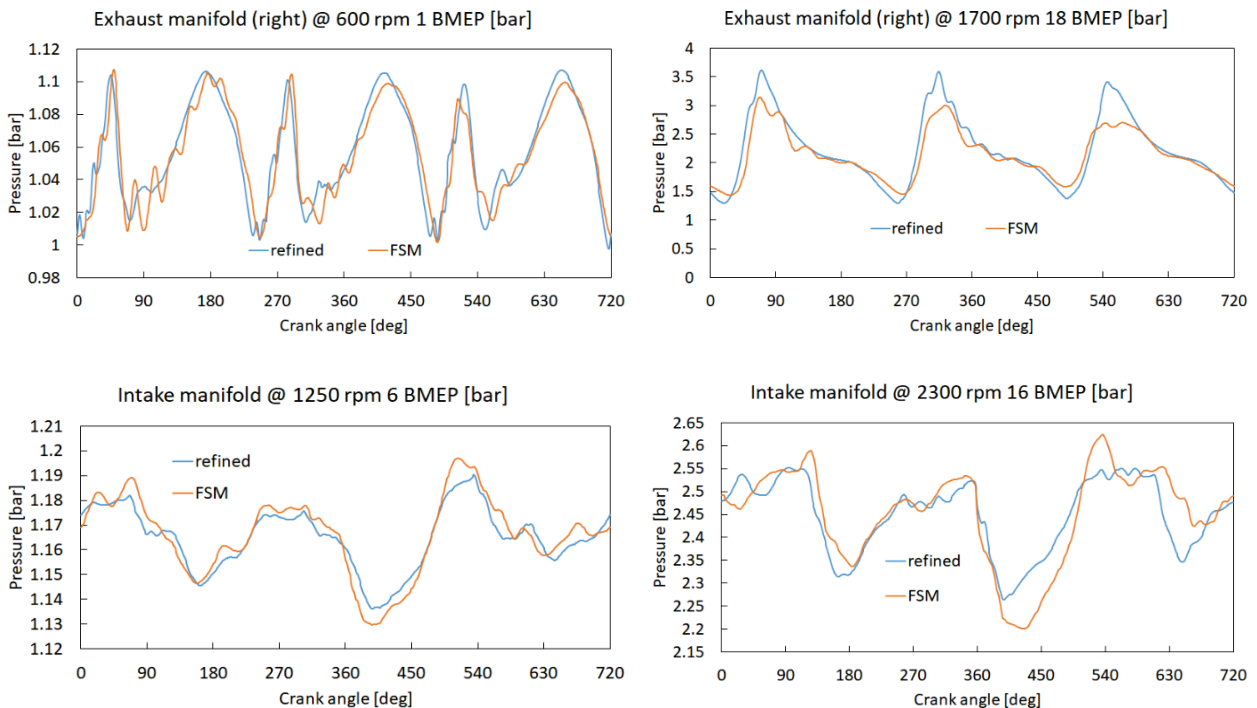 Exhaust manifold (right) @ 600 rpm 1 BMEP [bar]
1.12
1.1
1.08
1.06
1.04
1.02
1
0.98
Pressure [bar]
refined
FSM
0 90 180 270 360 450 540 630 720
Crank angle [deg]
Exhaust manifold (right) @ 1700 rpm 18 BMEP [bar]
4
3.5
3
2.5
2
1.5
1
0.5
0
Pressure [bar]
refined
FSM
0 90 180 270 360 450 540 630 720
Crank angle [deg]
Intake manifold @ 1250 rpm 6 BMEP [bar]
1.21
1.2
1.19
1.18
1.17
1.16
1.15
1.14
1.13
1.12
Pressure [bar]
refined
FSM
0 90 180 270 360 450 540 630 720
Crank angle [deg]
Intake manifold @ 2300 rpm 16 BMEP [bar]
2.65
2.6
2.55
2.5
2.45
2.4
2.35
2.3
2.25
2.2
2.15
Pressure [bar]
refined
FSM
0 90 180 270 360 450 540 630 720
Crank angle [deg]